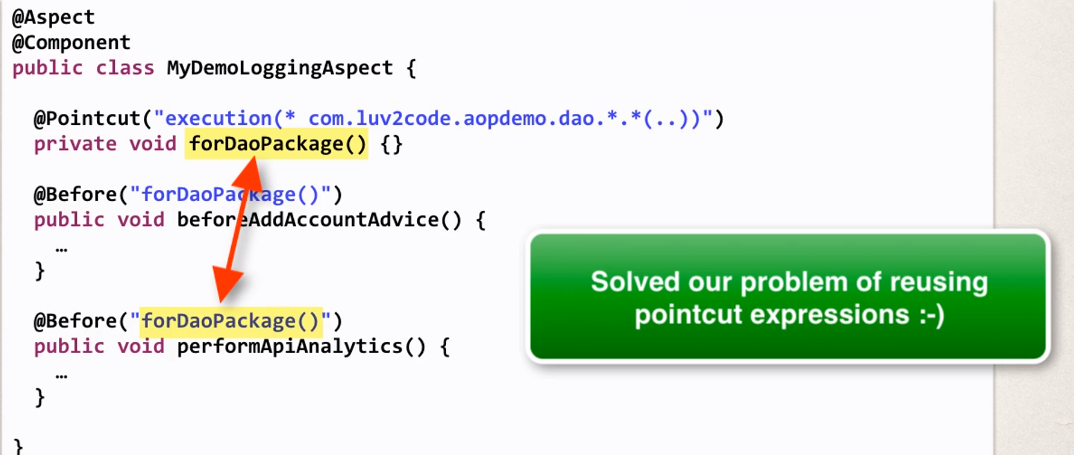 @Aspect
@Component
public class MyDemoLoggingAspect {
@Pointcut("execution(* com.luv2code.aopdemo.dao.*.*(..))")
private void forDaoPackage() {}
@Before("forDaoPackage()")
public void beforeAddAccountAdvice() {
…
}
@Before("forDaoPackage()")
public void performApiAnalytics() {
…
}
}
Solved our problem of reusing
pointcut expressions :-)